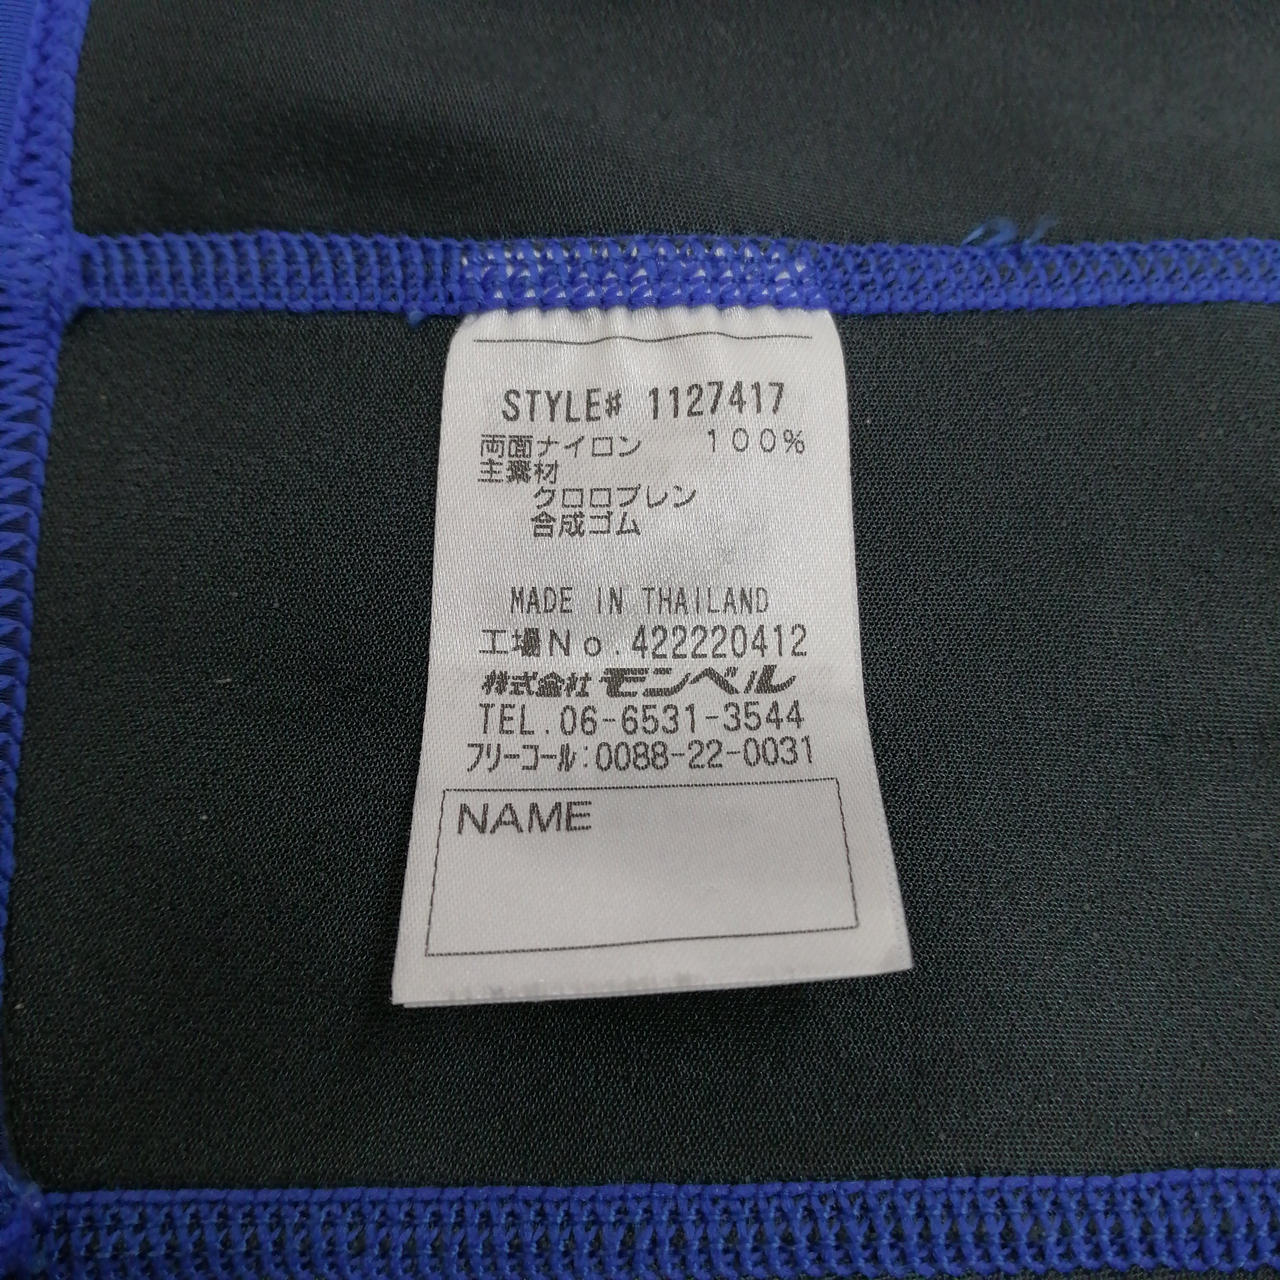 STYLE# 1127417
両面ナイロン 100%
主素材
クロロプレン
合成ゴム
MADE IN THAILAND
工場No.422220412
株式会社モンベル
TEL.06-6531-3544
フリーコール:0088-22-0031
NAME